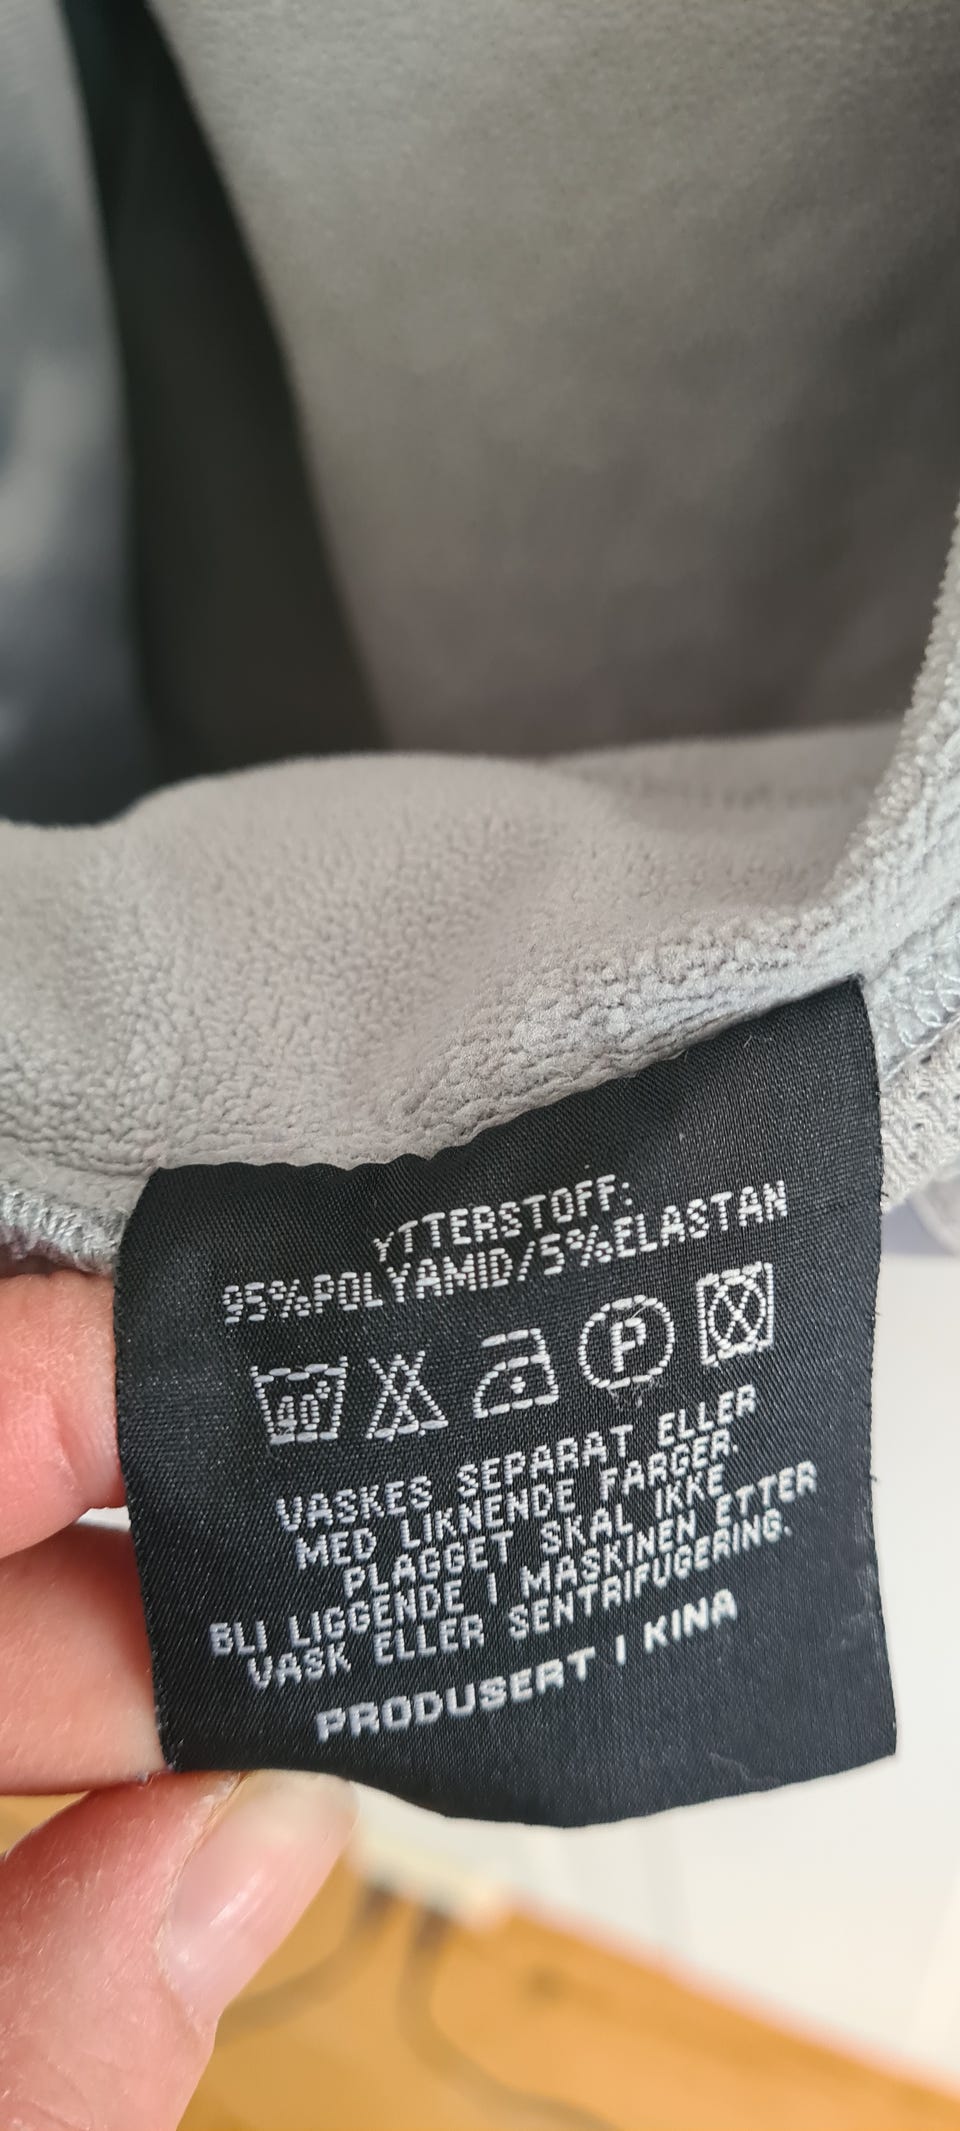 YTTERSTOFF:
95%POLYAMID/5%ELASTAN
40° P
VASKES SEPARAT ELLER
MED LIKNENDE FARGER.
PLAGGET SKAL IKKE
BLI LIGGENDE I MASKINEN ETTER
VASK ELLER SENTRIFUGERING.
PRODUSERT I KINA